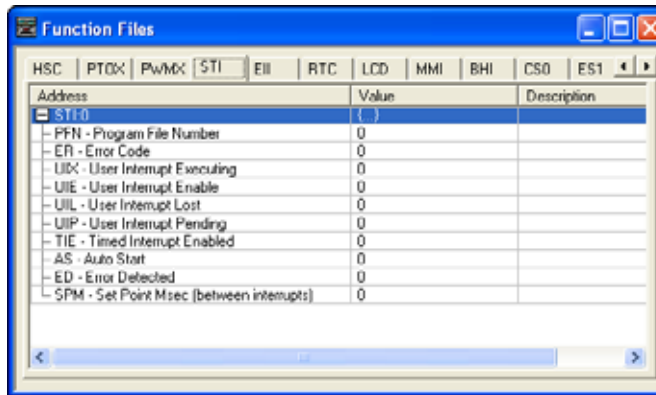 Function Files
HSC PTOX PWMX STI EII RTC LCD MMI BHI CS0 ES1
Address Value Description
STI:0 {...}
PFN - Program File Number 0
ER - Error Code 0
UIX - User Interrupt Executing 0
UIE - User Interrupt Enable 0
UIL - User Interrupt Lost 0
UIP - User Interrupt Pending 0
TIE - Timed Interrupt Enabled 0
AS - Auto Start 0
ED - Error Detected 0
SPM - Set Point Msec (between interrupts) 0